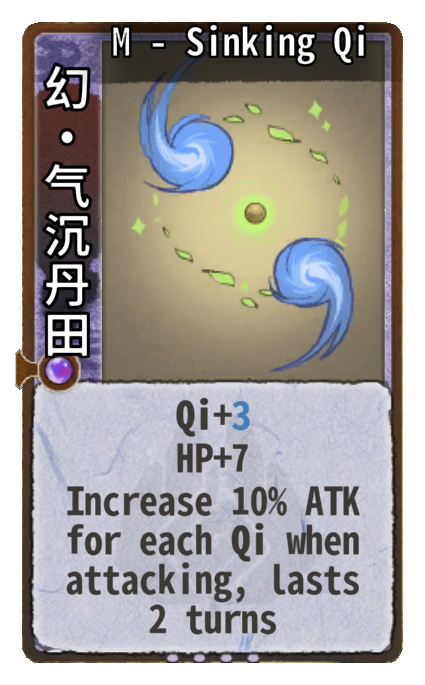 M - Sinking Qi
幻・气沉丹田
Qi+3
HP+7
Increase 10% ATK
for each Qi when
attacking, lasts
2 turns